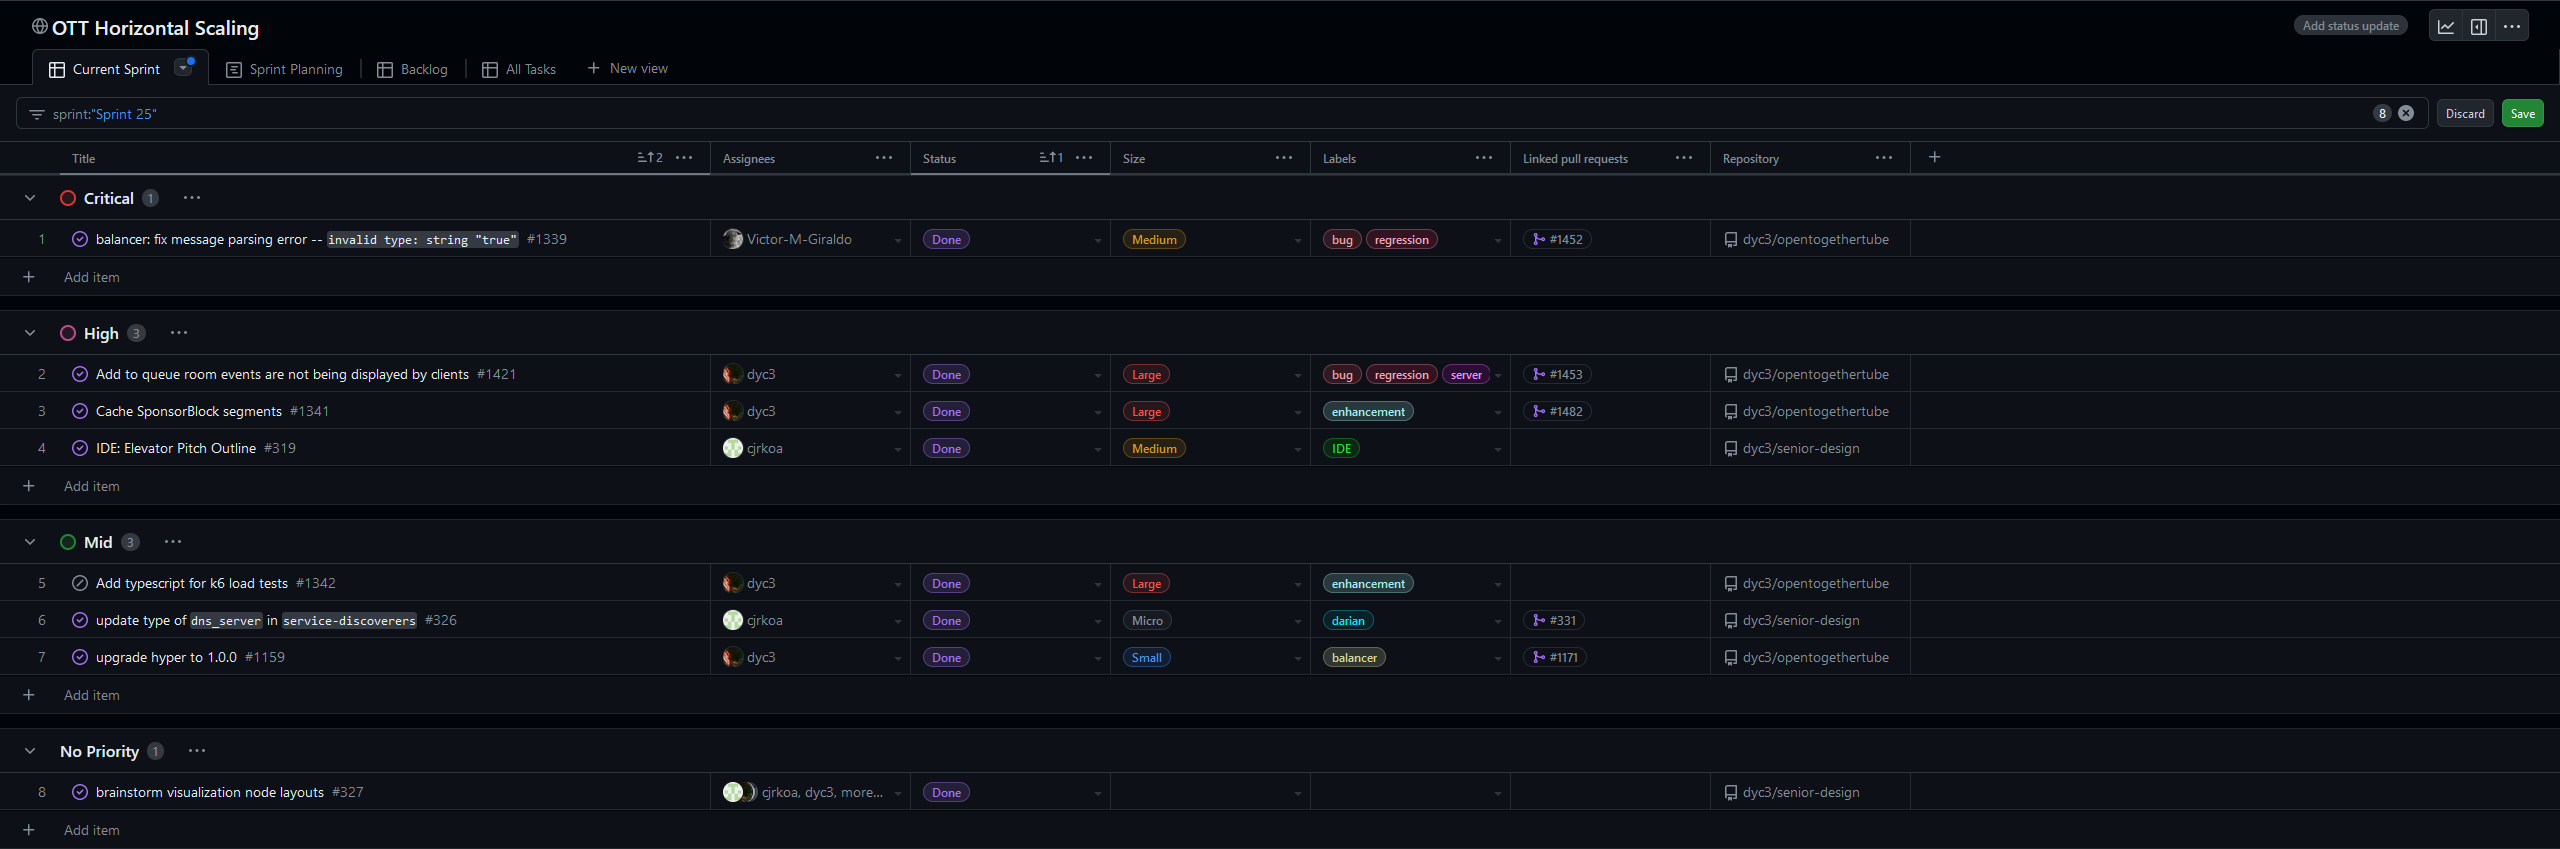 OTT Horizontal Scaling
Add status update
Current Sprint
Sprint Planning
Backlog
All Tasks
New view
sprint:"Sprint 25"
8
Discard
Save
Title 2 Assignees Status 1 Size Labels Linked pull requests Repository
Critical 1
1 balancer: fix message parsing error -- invalid type: string "true" #1339 Victor-M-Giraldo Done Medium bug regression #1452 dyc3/opentogethertube
Add item
High 3
2 Add to queue room events are not being displayed by clients #1421 dyc3 Done Large bug regression server #1453 dyc3/opentogethertube
3 Cache SponsorBlock segments #1341 dyc3 Done Large enhancement #1482 dyc3/opentogethertube
4 IDE: Elevator Pitch Outline #319 cjrkoa Done Medium IDE dyc3/senior-design
Add item
Mid 3
5 Add typescript for k6 load tests #1342 dyc3 Done Large enhancement dyc3/opentogethertube
6 update type of dns_server in service-discoverers #326 cjrkoa Done Micro darian #331 dyc3/senior-design
7 upgrade hyper to 1.0.0 #1159 dyc3 Done Small balancer #1171 dyc3/opentogethertube
Add item
No Priority 1
8 brainstorm visualization node layouts #327 cjrkoa, dyc3, more... Done dyc3/senior-design
Add item